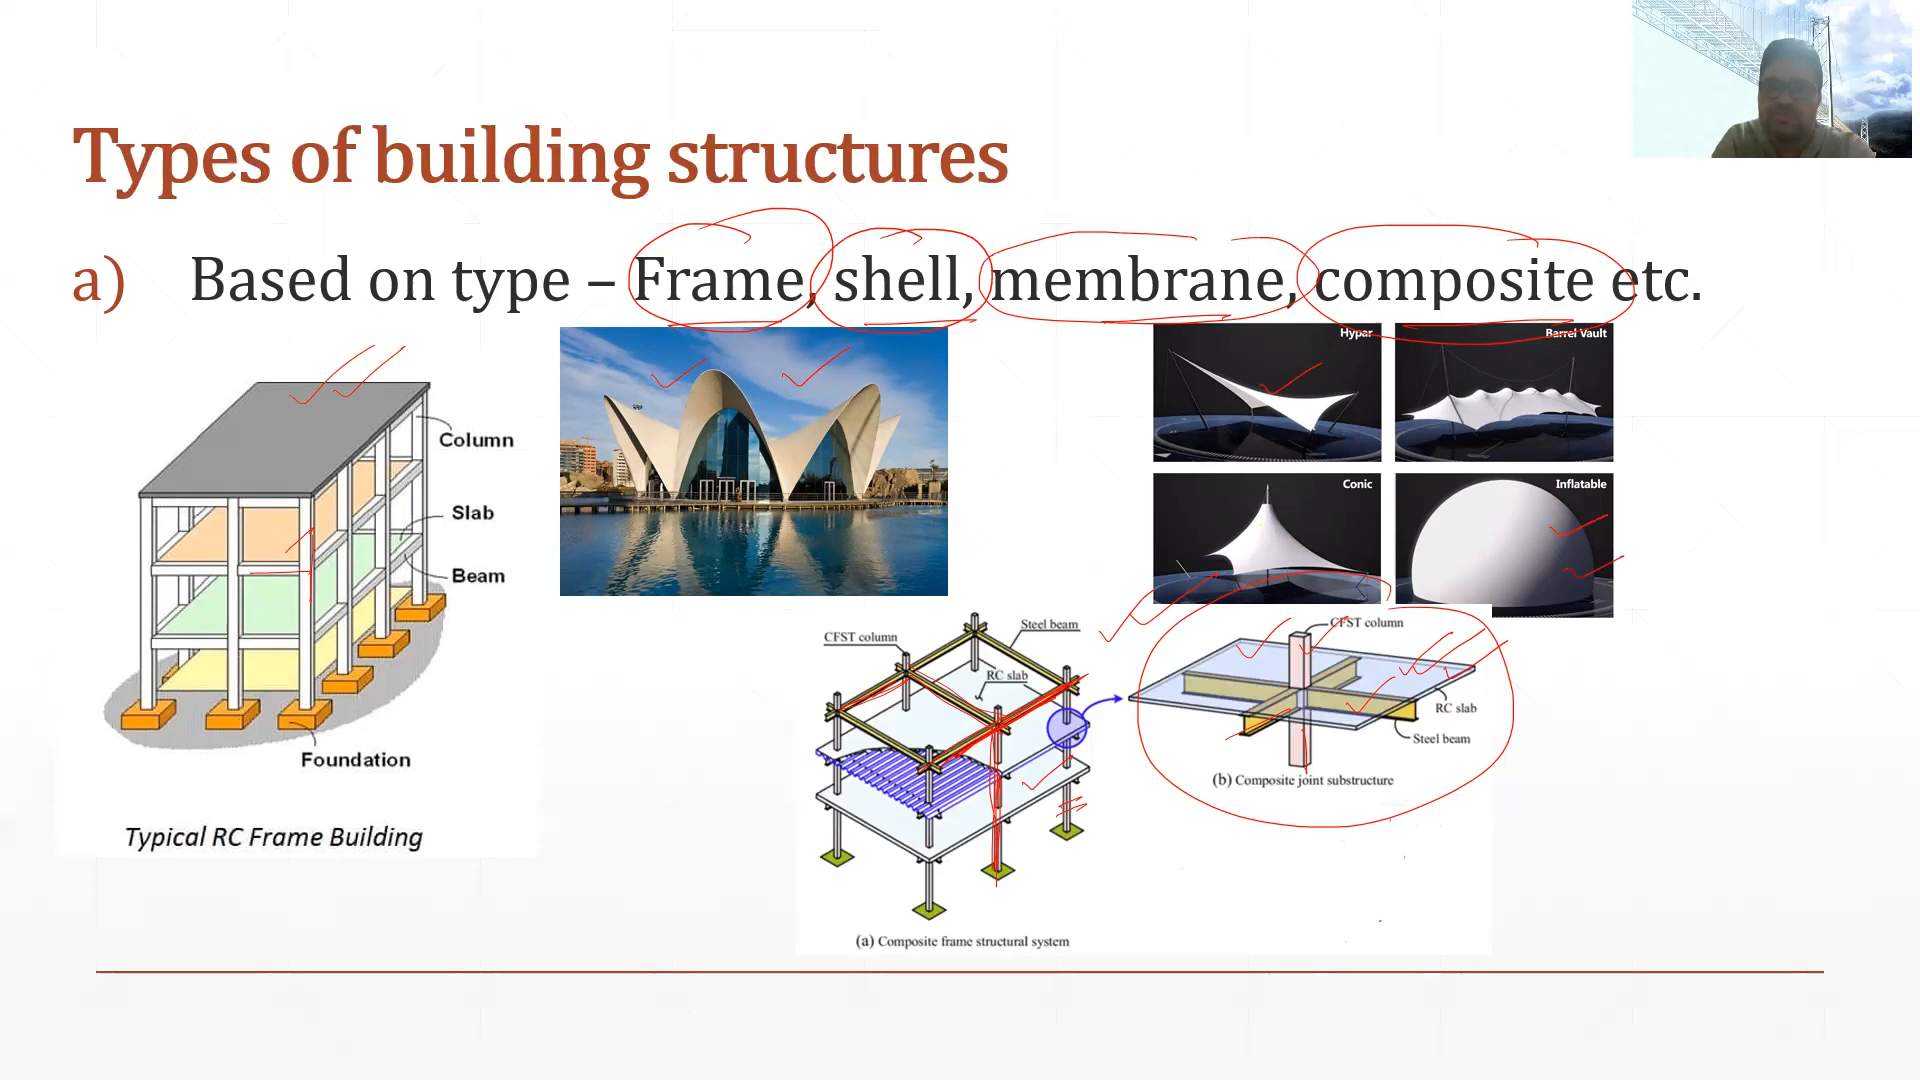 Types of building structures
a) Based on type – Frame, shell, membrane, composite etc.
Column
Slab
Beam
Foundation
Typical RC Frame Building
Hypar
Barrel Vault
Conic
Inflatable
CFST column
Steel beam
RC slab
(a) Composite frame structural system
CFST column
RC slab
Steel beam
(b) Composite joint substructure